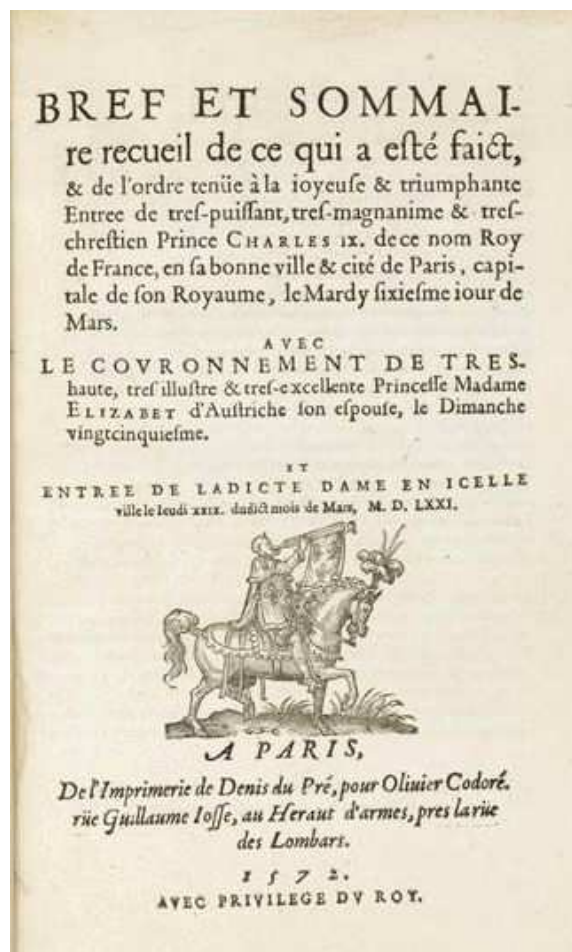 BREF ET SOMMAI-
re recueil de ce qui a esté faict,
& de l'ordre tenüe à la ioyeuse & triumphante
Entree de tres-puissant, tres-magnanime & tres-
chrestien Prince CHARLES IX. de ce nom Roy
de France, en sa bonne ville & cité de Paris, capi-
tale de son Royaume, le Mardy sixiesme iour de
Mars.
AVEC
LE COVRONNEMENT DE TRES-
haute, tres illustre & tres-excellente Princesse Madame
ELIZABET d'Austriche son espouse, le Dimanche
vingtcinquiesme.
ET
ENTREE DE LADICTE DAME EN ICELLE
ville le Ieudi XXIX. dudict mois de Mars, M. D. LXXI.
A PARIS,
De l'Imprimerie de Denis du Pré, pour Oliuier Codoré.
rüe Guillaume Iosse, au Heraut d'armes, pres la rüe
des Lombars.
1572.
AVEC PRIVILEGE DV ROY.